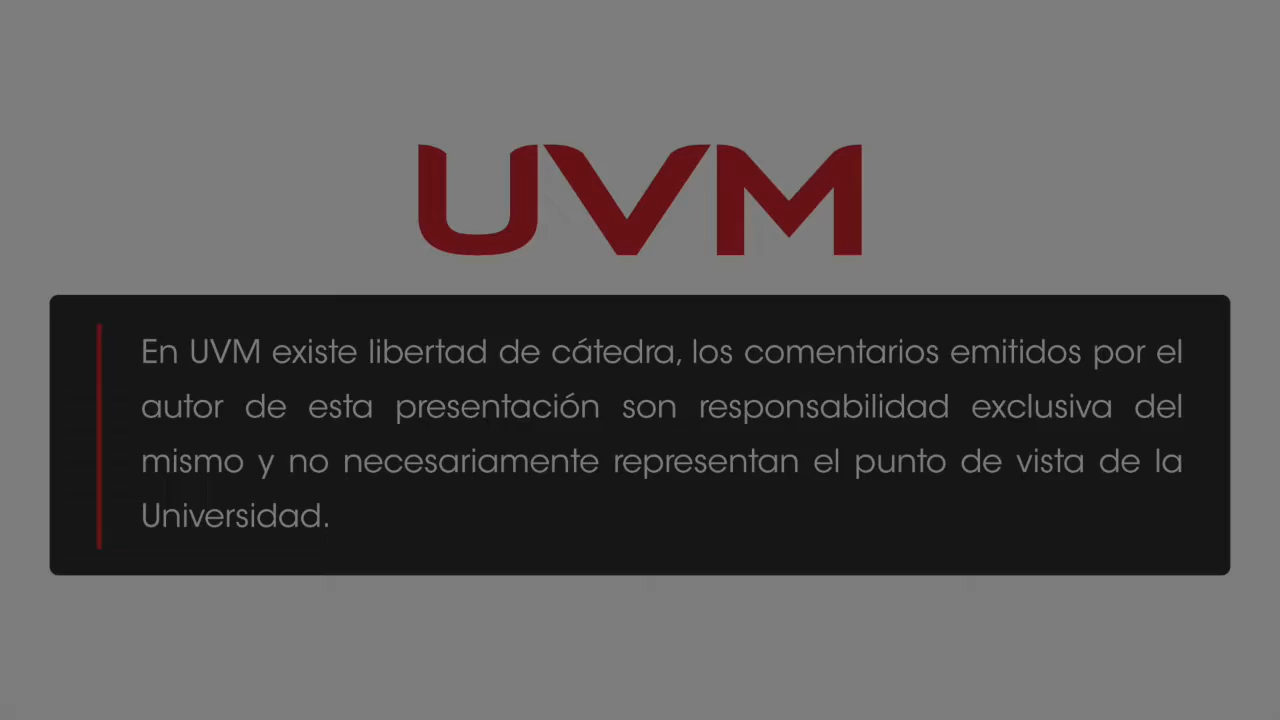 UVM
En UVM existe libertad de cátedra, los comentarios emitidos por el
autor de esta presentación son responsabilidad exclusiva del
mismo y no necesariamente representan el punto de vista de la
Universidad.